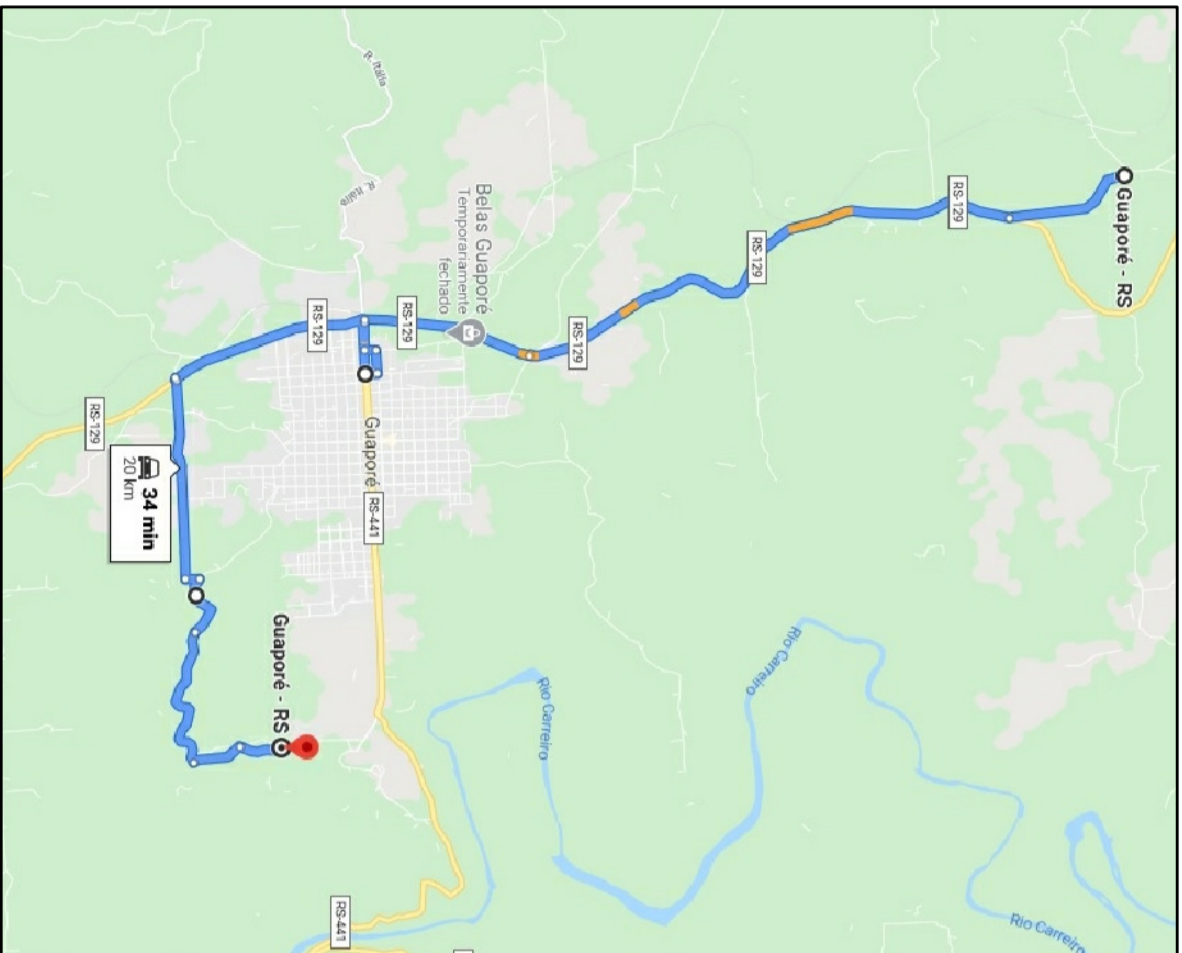 Guaporé - RS
Rio Carreiro
RS-129
Rio Carreiro
RS-129
RS-129
Rio Carreiro
Belas Guaporé
Temporariamente
fechado
RS-129
R. Itália
Guaporé
RS-441
R. Itália
RS-441
RS-129
Guaporé - RS
34 min
20 km
RS-129